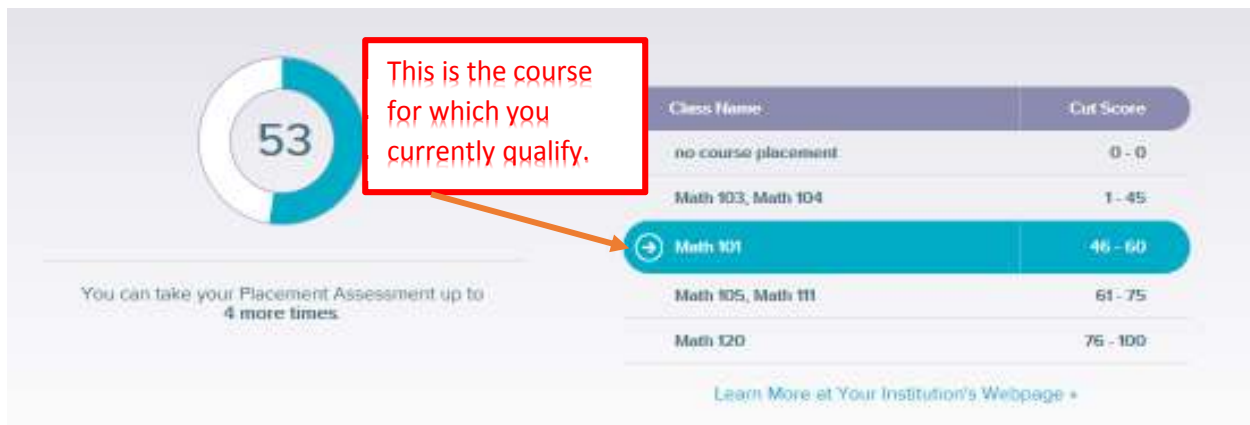 53
You can take your Placement Assessment up to
4 more times.
This is the course
for which you
currently qualify.
Class Name Cut Score
no course placement 0 - 0
Math 103, Math 104 1 - 45
Math 101 46 - 60
Math 105, Math 111 61 - 75
Math 120 76 - 100
Learn More at Your Institution's Webpage »